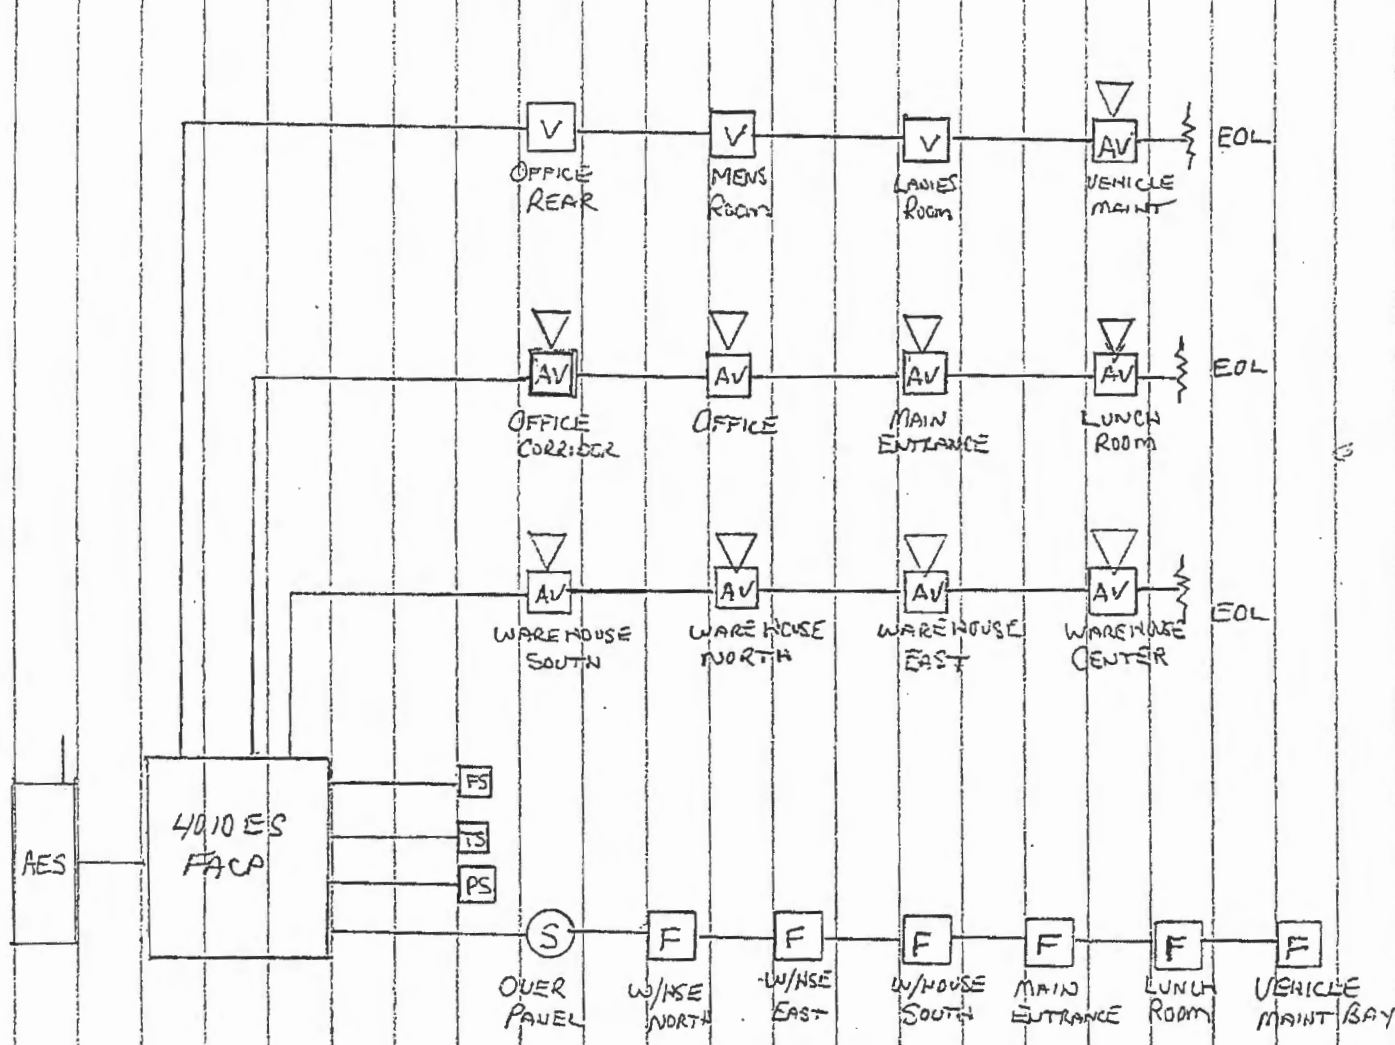 V
V
V
AV
EOL
OFFICE
REAR
MENS
ROOM
LADIES
ROOM
VEHICLE
MAINT
AV
AV
AV
AV
EOL
OFFICE
CORRIDER
OFFICE
MAIN
ENTRANCE
LUNCH
ROOM
AV
AV
AV
AV
EOL
WAREHOUSE
SOUTH
WAREHOUSE
NORTH
WAREHOUSE
EAST
WAREHOUSE
CENTER
AES
4010 ES
FACP
FS
TS
PS
S
F
F
F
F
F
F
OVER
PANEL
W/HSE
NORTH
W/HSE
EAST
W/HOUSE
SOUTH
MAIN
ENTRANCE
LUNCH
ROOM
VEHICLE
MAINT BAY